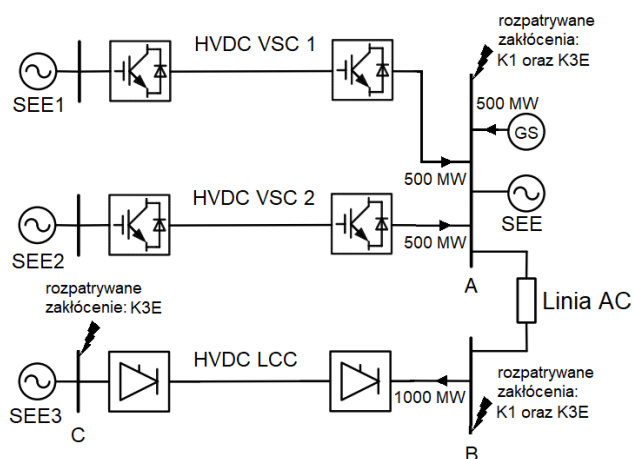 HVDC VSC 1
rozpatrywane
zakłócenia:
K1 oraz K3E
SEE1
500 MW
GS
500 MW
HVDC VSC 2
SEE
SEE2
500 MW
A
rozpatrywane
zakłócenie: K3E
Linia AC
HVDC LCC
rozpatrywane
zakłócenia:
K1 oraz K3E
SEE3
1000 MW
C
B